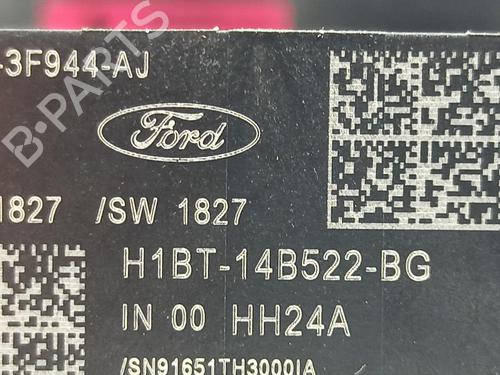 -3F944-AJ
Ford
1827 /SW 1827
H1BT-14B522-BG
IN 00 HH24A
/SN91651TH3000IA
B-PARTS